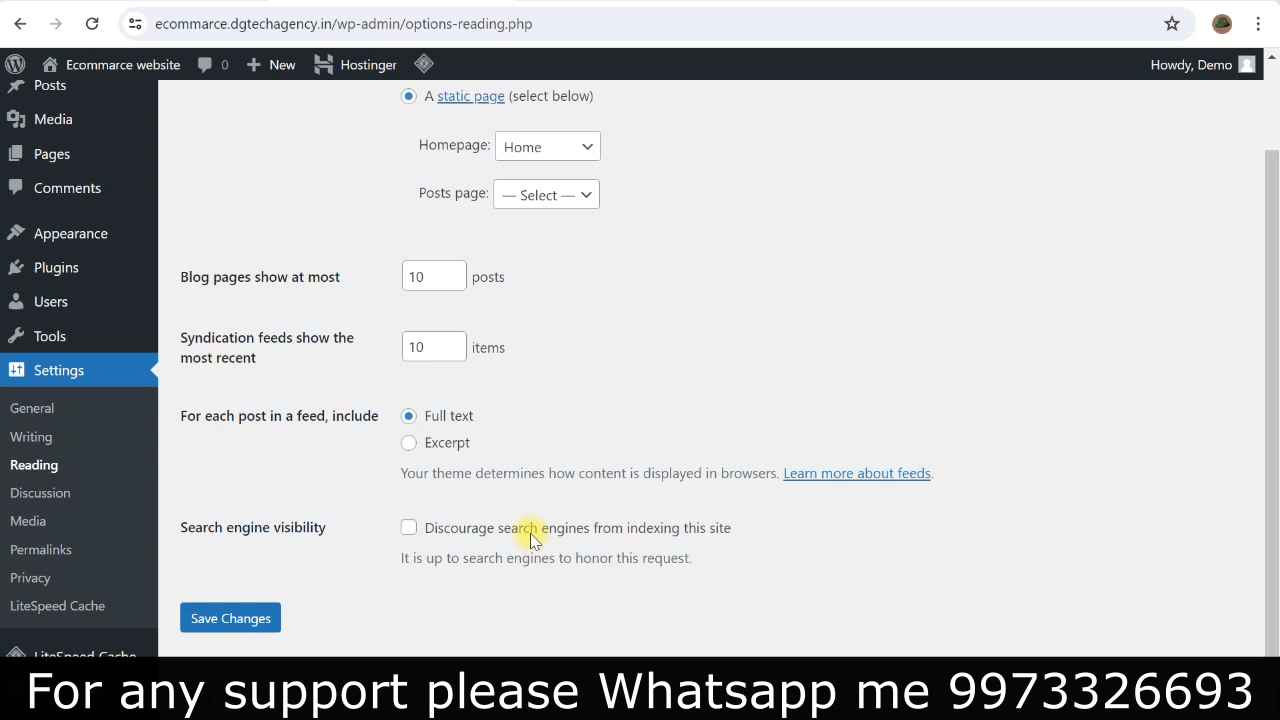 ecommarce.dgtechagency.in/wp-admin/options-reading.php
Ecommarce website 0 New Hostinger Howdy, Demo
Posts
Media
Pages
Comments
Appearance
Plugins
Users
Tools
Settings
General
Writing
Reading
Discussion
Media
Permalinks
Privacy
LiteSpeed Cache
LiteSpeed Cache
A static page (select below)
Homepage: Home
Posts page: — Select —
Blog pages show at most 10 posts
Syndication feeds show the
most recent 10 items
For each post in a feed, include Full text
Excerpt
Your theme determines how content is displayed in browsers. Learn more about feeds.
Search engine visibility Discourage search engines from indexing this site
It is up to search engines to honor this request.
Save Changes
For any support please Whatsapp me 9973326693